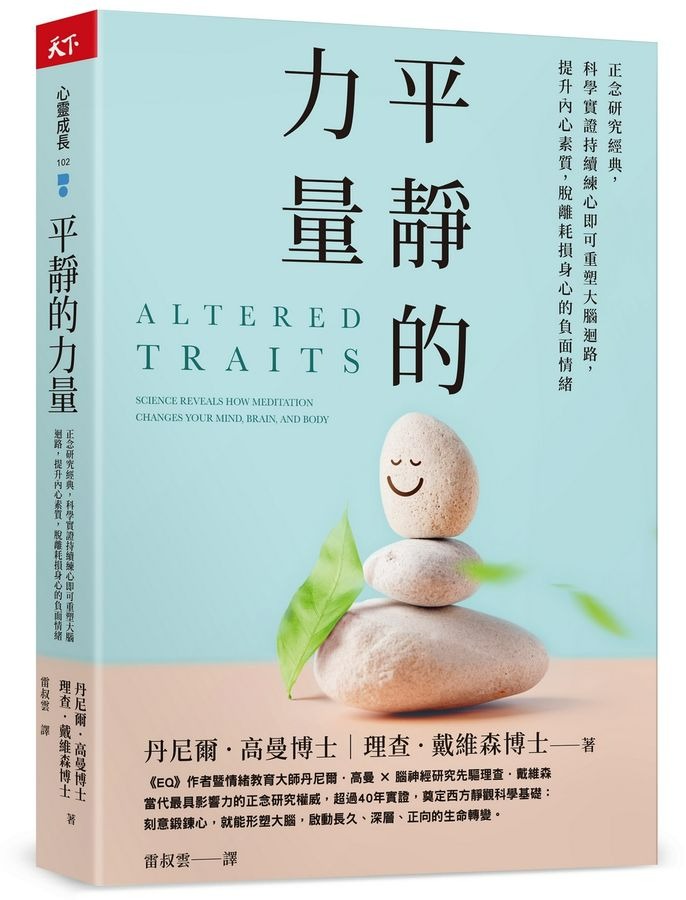 天下
心靈成長
102
平靜的力量
正念研究經典，科學實證持續練心即可重塑大腦
迴路，提升內心素質，脫離耗損身心的負面情緒
丹尼爾・高曼博士
理查・戴維森博士
著
雷叔雲 譯
正念研究經典，
科學實證持續練心即可重塑大腦迴路，
提升內心素質，脫離耗損身心的負面情緒
平靜的
力量
ALTERED
TRAITS
SCIENCE REVEALS HOW MEDITATION
CHANGES YOUR MIND, BRAIN, AND BODY
丹尼爾・高曼博士｜理查・戴維森博士──著
《EQ》作者暨情緒教育大師丹尼爾・高曼 × 腦神經研究先驅理查・戴維森
當代最具影響力的正念研究權威，超過40年實證，奠定西方靜觀科學基礎：
刻意鍛鍊心，就能形塑大腦，啟動長久、深層、正向的生命轉變。
雷叔雲──譯